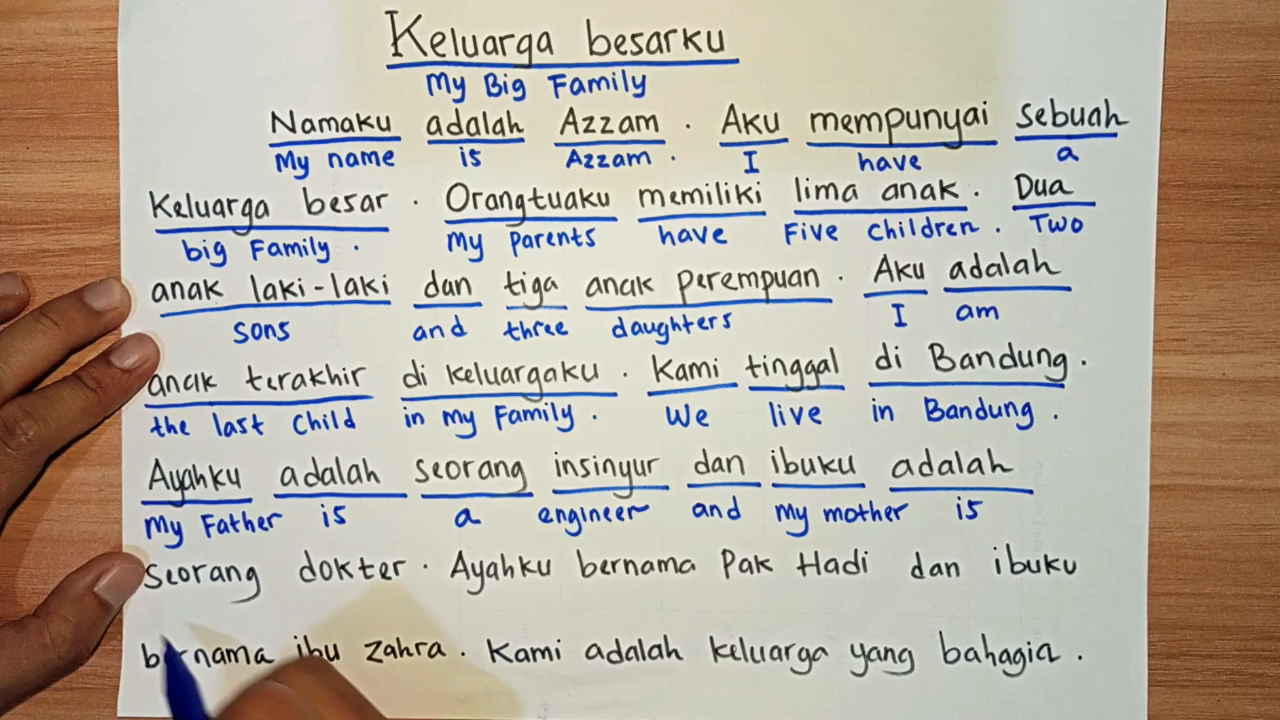 Keluarga besarku
My Big Family
Namaku adalah Azzam . Aku mempunyai sebuah
My name is Azzam . I have a
Keluarga besar . Orangtuaku memiliki lima anak . Dua
big Family . My parents have Five children . Two
anak laki-laki dan tiga anak perempuan . Aku adalah
sons and three daughters I am
anak terakhir di keluargaku . Kami tinggal di Bandung .
the last child in my Family . We live in Bandung .
Ayahku adalah seorang insinyur dan ibuku adalah
My Father is a engineer and My mother is
seorang dokter . Ayahku bernama Pak Hadi dan ibuku
bernama ibu Zahra . Kami adalah keluarga yang bahagia .